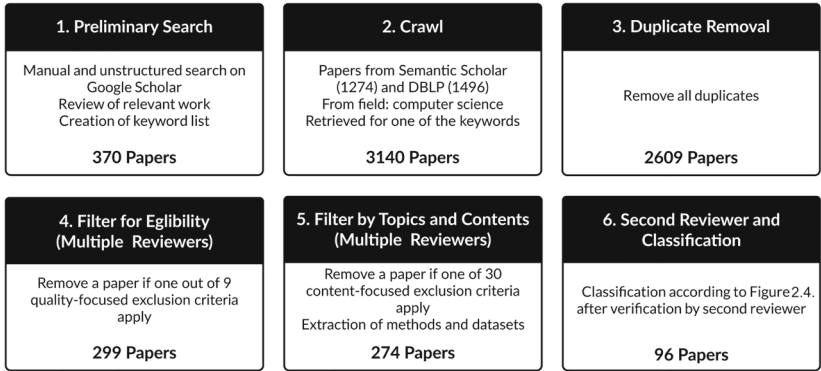 1. Preliminary Search
Manual and unstructured search on
Google Scholar
Review of relevant work
Creation of keyword list
370 Papers
2. Crawl
Papers from Semantic Scholar
(1274) and DBLP (1496)
From field: computer science
Retrieved for one of the keywords
3140 Papers
3. Duplicate Removal
Remove all duplicates
2609 Papers
4. Filter for Eglibility
(Multiple Reviewers)
Remove a paper if one out of 9
quality-focused exclusion criteria
apply
299 Papers
5. Filter by Topics and Contents
(Multiple Reviewers)
Remove a paper if one of 30
content-focused exclusion criteria
apply
Extraction of methods and datasets
274 Papers
6. Second Reviewer and
Classification
Classification according to Figure 2.4.
after verification by second reviewer
96 Papers